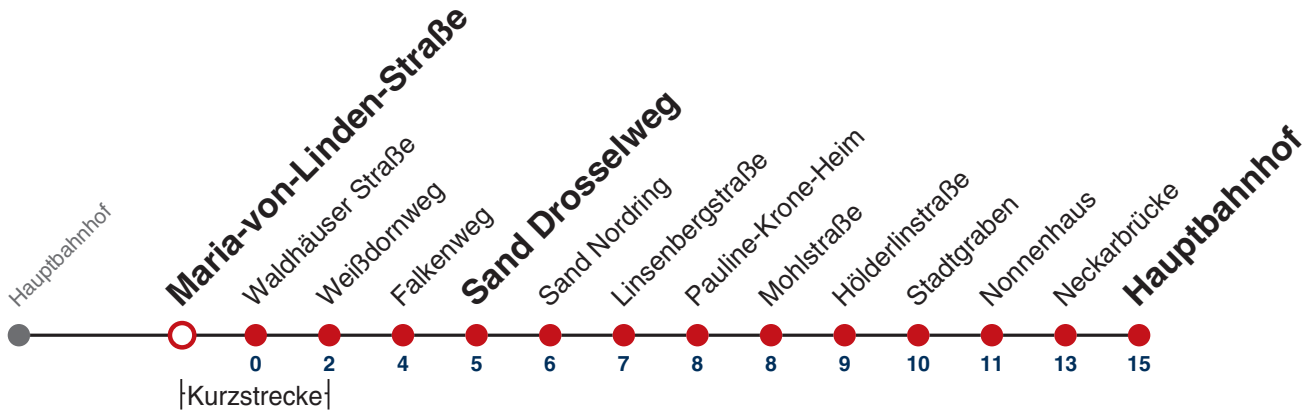 Hauptbahnhof
Maria-von-Linden-Straße
Waldhäuser Straße
Weißdornweg
Falkenweg
Sand Drosselweg
Sand Nordring
Linsenbergstraße
Pauline-Krone-Heim
Mohlstraße
Hölderlinstraße
Stadtgraben
Nonnenhaus
Neckarbrücke
Hauptbahnhof
0 2 4 5 6 7 8 8 9 10 11 13 15
Kurzstrecke